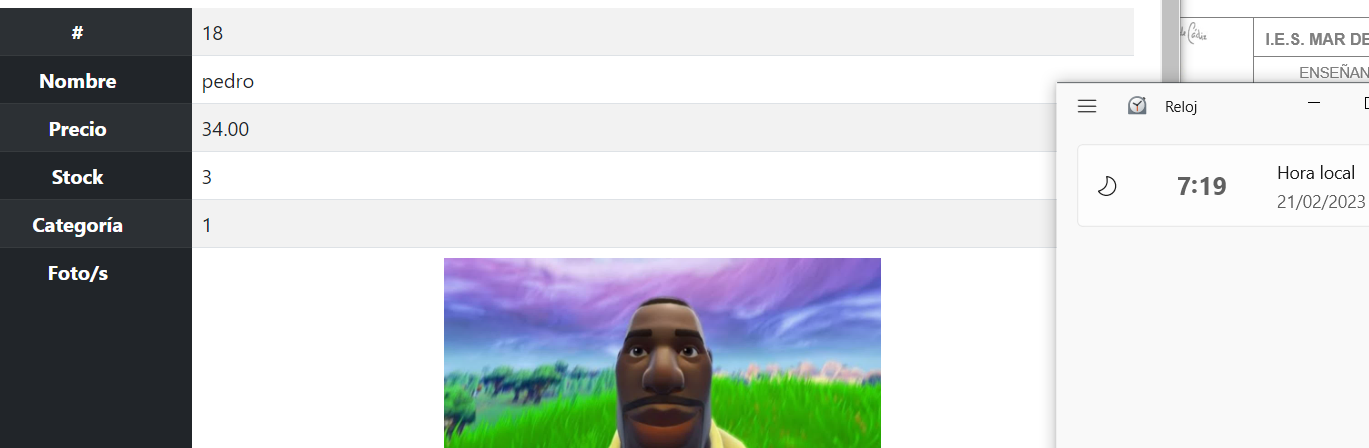 # 18
Nombre pedro
Precio 34.00
Stock 3
Categoría 1
Foto/s
I.E.S. MAR DE
ENSEÑAN
Reloj
7:19
Hora local
21/02/2023